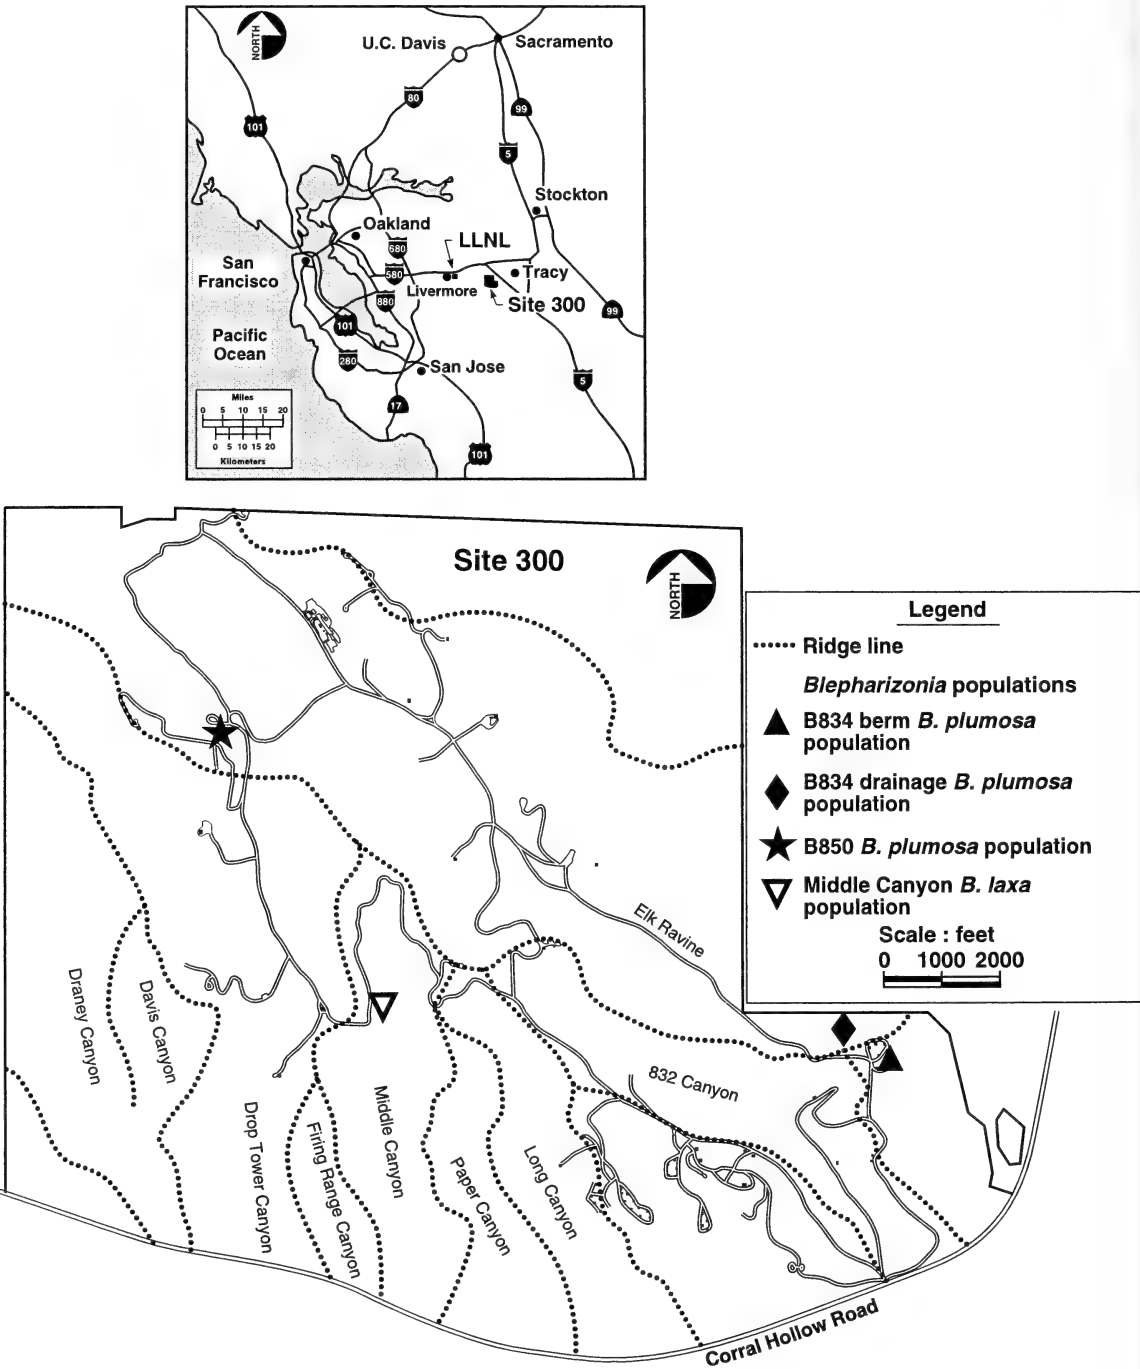 NORTH
U.C. Davis
Sacramento
80
99
101
5
Stockton
Oakland
680
LLNL
San
Francisco
580
Tracy
Livermore
880
Site 300
99
101
Pacific
Ocean
280
San Jose
5
17
Miles
0 5 10 15 20
0 5 10 15 20
Kilometers
101
Site 300
NORTH
Legend
Ridge line
Blepharizonia populations
B834 berm B. plumosa
population
B834 drainage B. plumosa
population
B850 B. plumosa population
Middle Canyon B. laxa
population
Scale : feet
0 1000 2000
Elk Ravine
Draney Canyon
Davis Canyon
832 Canyon
Drop Tower Canyon
Firing Range Canyon
Middle Canyon
Paper Canyon
Long Canyon
Corral Hollow Road